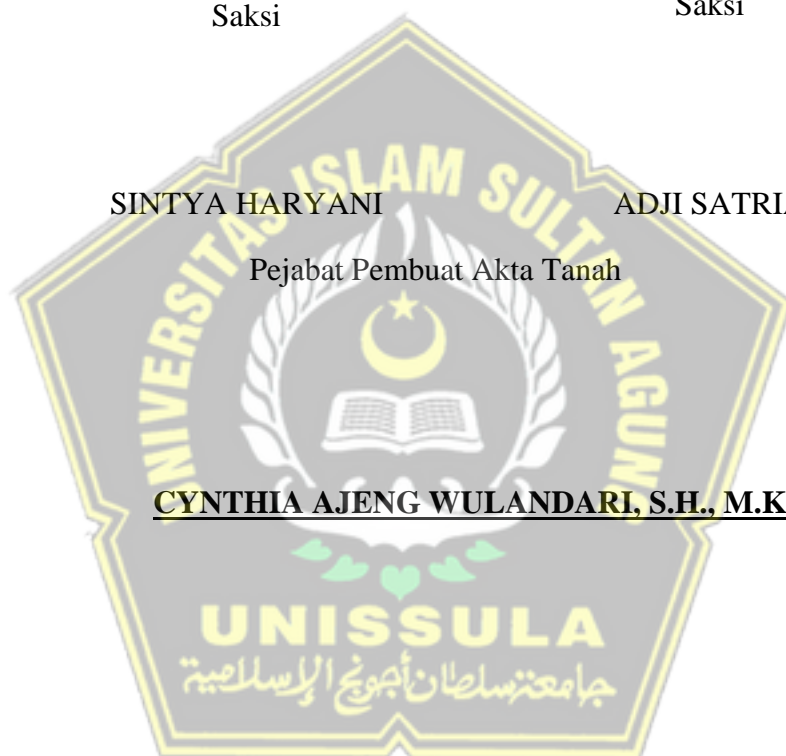 Saksi Saksi
SINTYA HARYANI ADJI SATRIA
Pejabat Pembuat Akta Tanah
CYNTHIA AJENG WULANDARI, S.H., M.K
UNIVERSITAS ISLAM SULTAN AGUNG
UNISSULA
جامعة سلطان أجونج الإسلامية